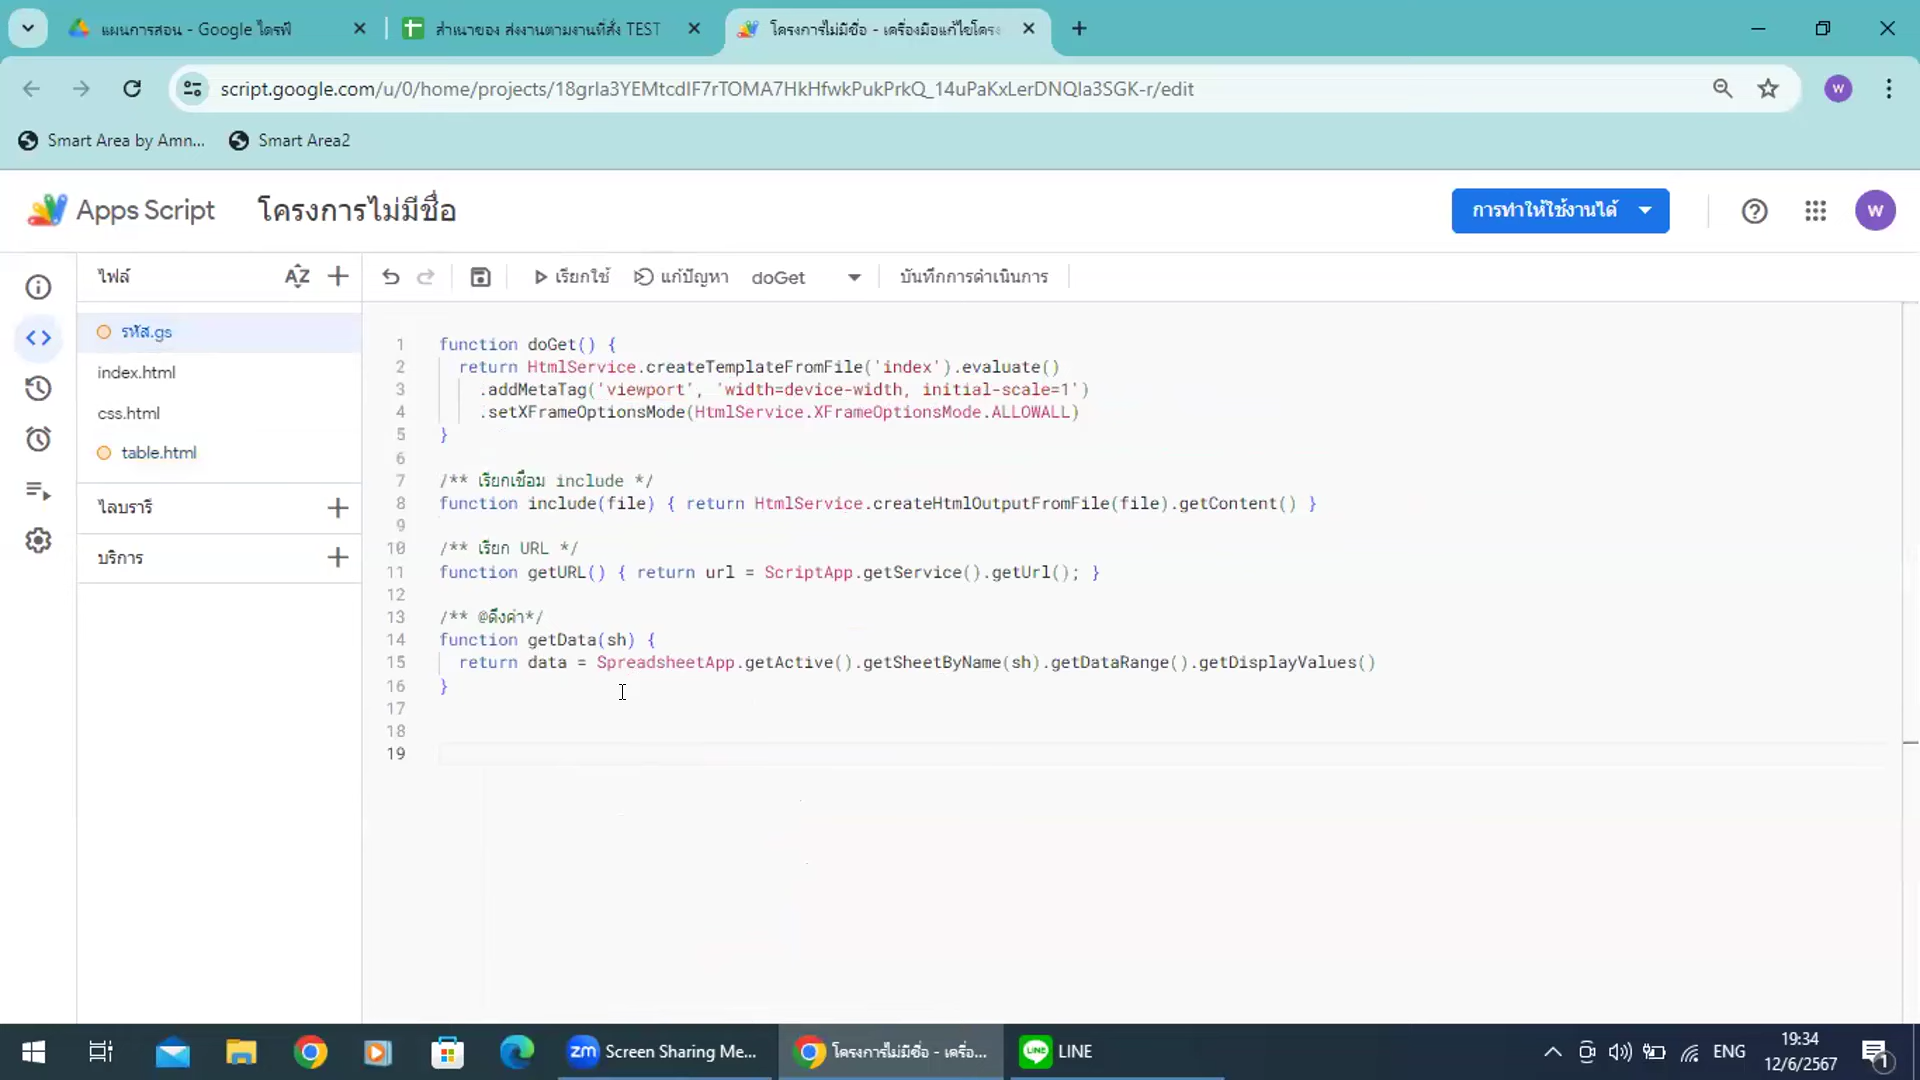 แผนการสอน - Google ไดรฟ์
สำเนาของ ส่งงานตามงานที่สั่ง TEST
โครงการไม่มีชื่อ - เครื่องมือแก้ไขโครง
script.google.com/u/0/home/projects/18grIa3YEMtcdIF7rTOMA7HkHfwkPukPrkQ_14uPaKxLerDNQIa3SGK-r/edit
W
Smart Area by Amn...
Smart Area2
Apps Script
โครงการไม่มีชื่อ
การทำให้ใช้งานได้
W
ไฟล์
AZ
เรียกใช้
แก้ปัญหา
doGet
บันทึกการดำเนินการ
รหัส.gs
index.html
css.html
table.html
ไลบรารี
บริการ
1 function doGet() {
2 return HtmlService.createTemplateFromFile('index').evaluate()
3 .addMetaTag('viewport', 'width=device-width, initial-scale=1')
4 .setXFrameOptionsMode(HtmlService.XFrameOptionsMode.ALLOWALL)
5 }
6
7 /** เรียกเชื่อม include */
8 function include(file) { return HtmlService.createHtmlOutputFromFile(file).getContent() }
9
10 /** เรียก URL */
11 function getURL() { return url = ScriptApp.getService().getUrl(); }
12
13 /** @ดึงค่า*/
14 function getData(sh) {
15 return data = SpreadsheetApp.getActive().getSheetByName(sh).getDataRange().getDisplayValues()
16 }
17
18
19
zm
Screen Sharing Me...
โครงการไม่มีชื่อ - เครื่อ...
LINE
ENG
19:34
12/6/2567
1